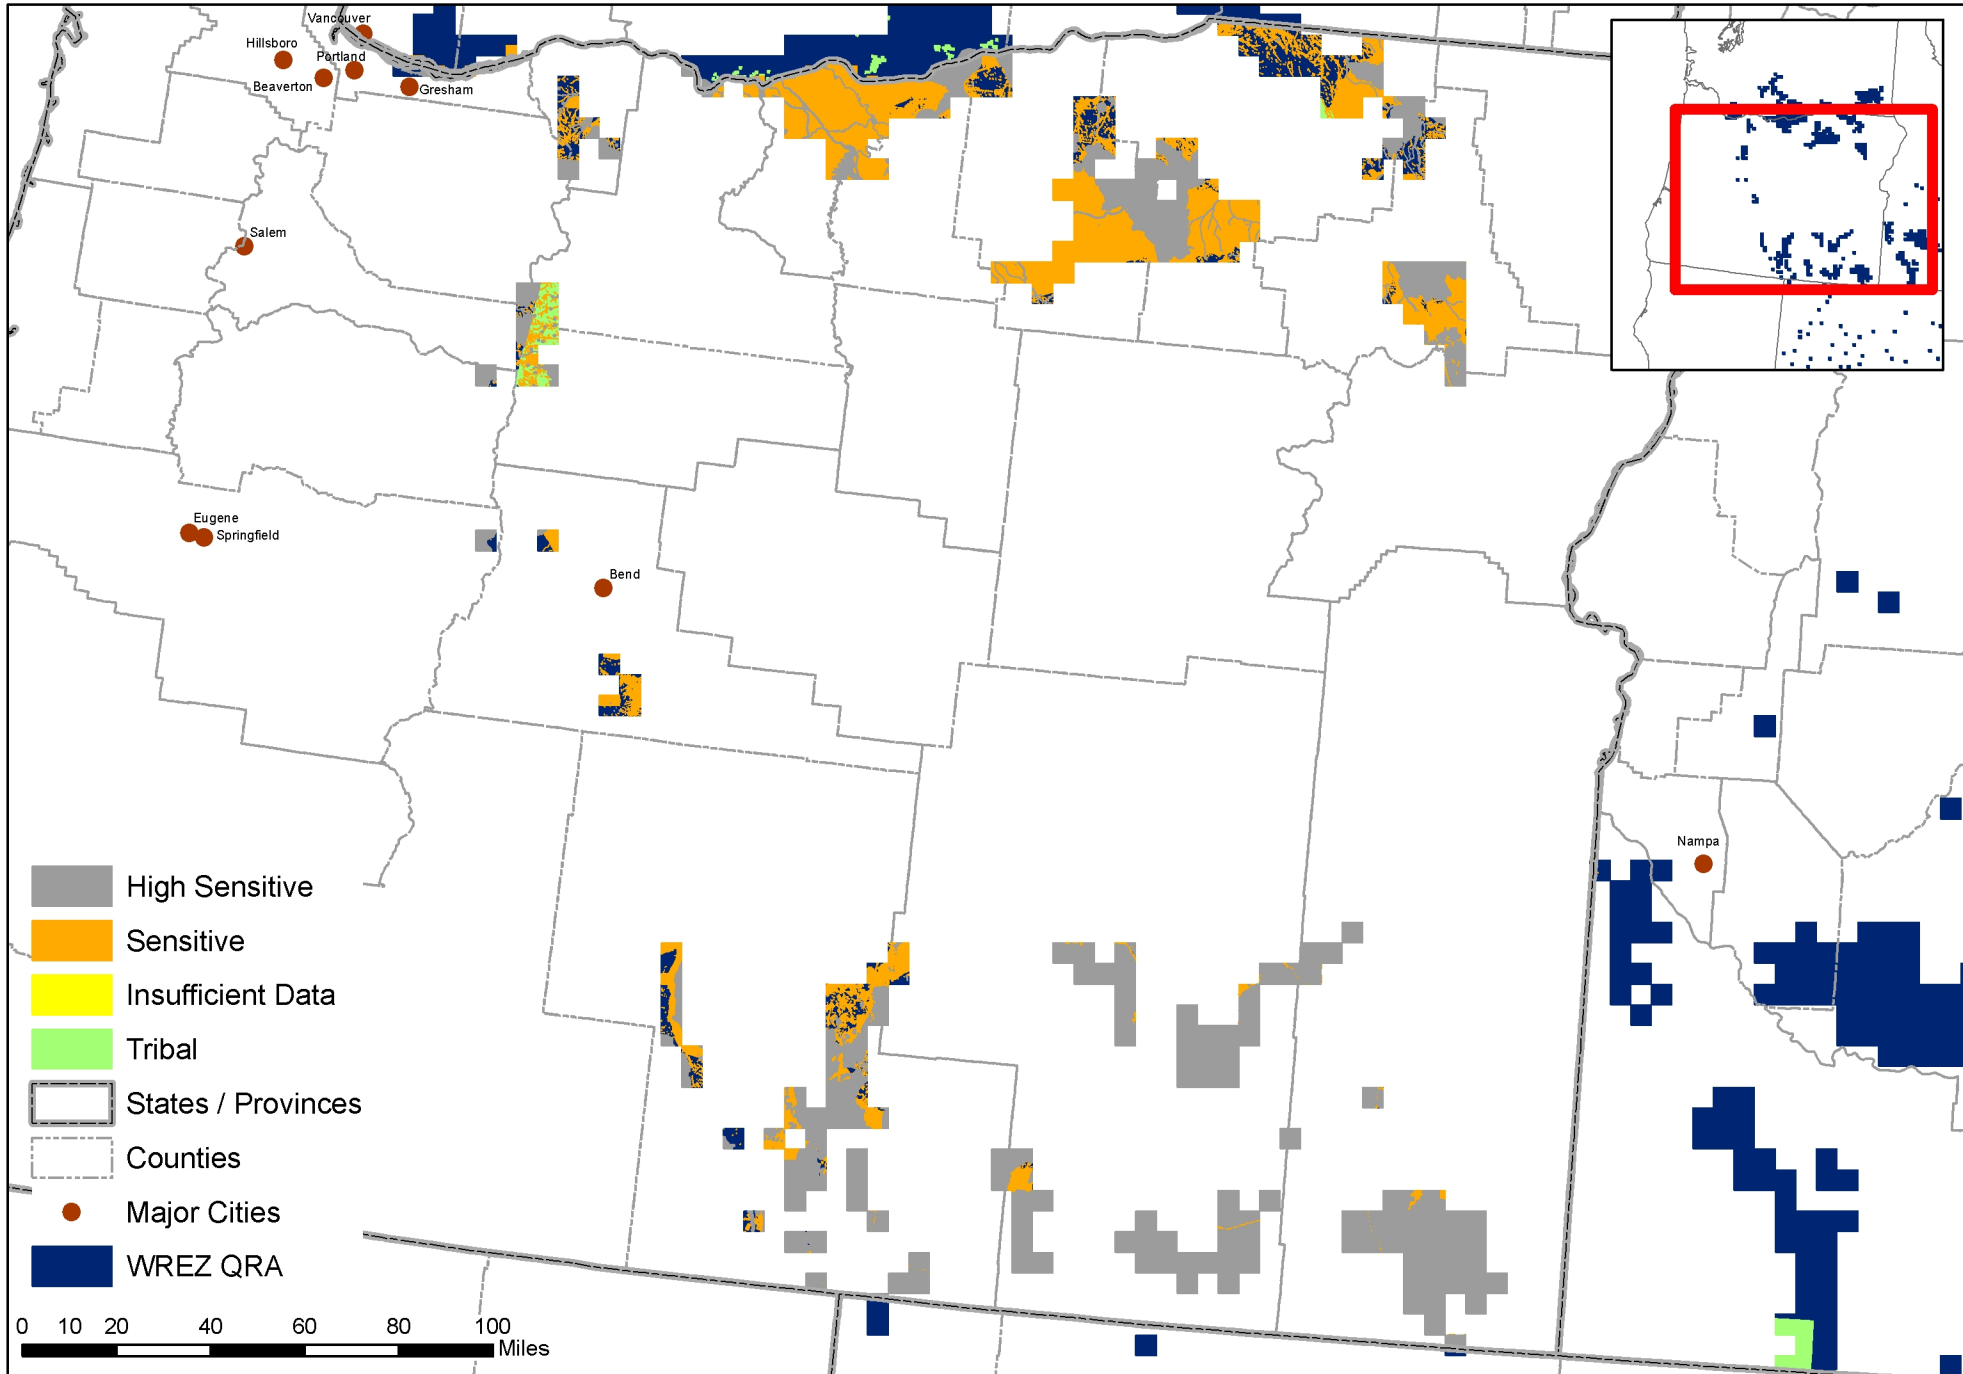 Vancouver
Hillsboro
Portland
Beaverton
Gresham
Salem
Eugene
Springfield
Bend
Nampa
High Sensitive
Sensitive
Insufficient Data
Tribal
States / Provinces
Counties
Major Cities
WREZ QRA
0 10 20 40 60 80 100
Miles